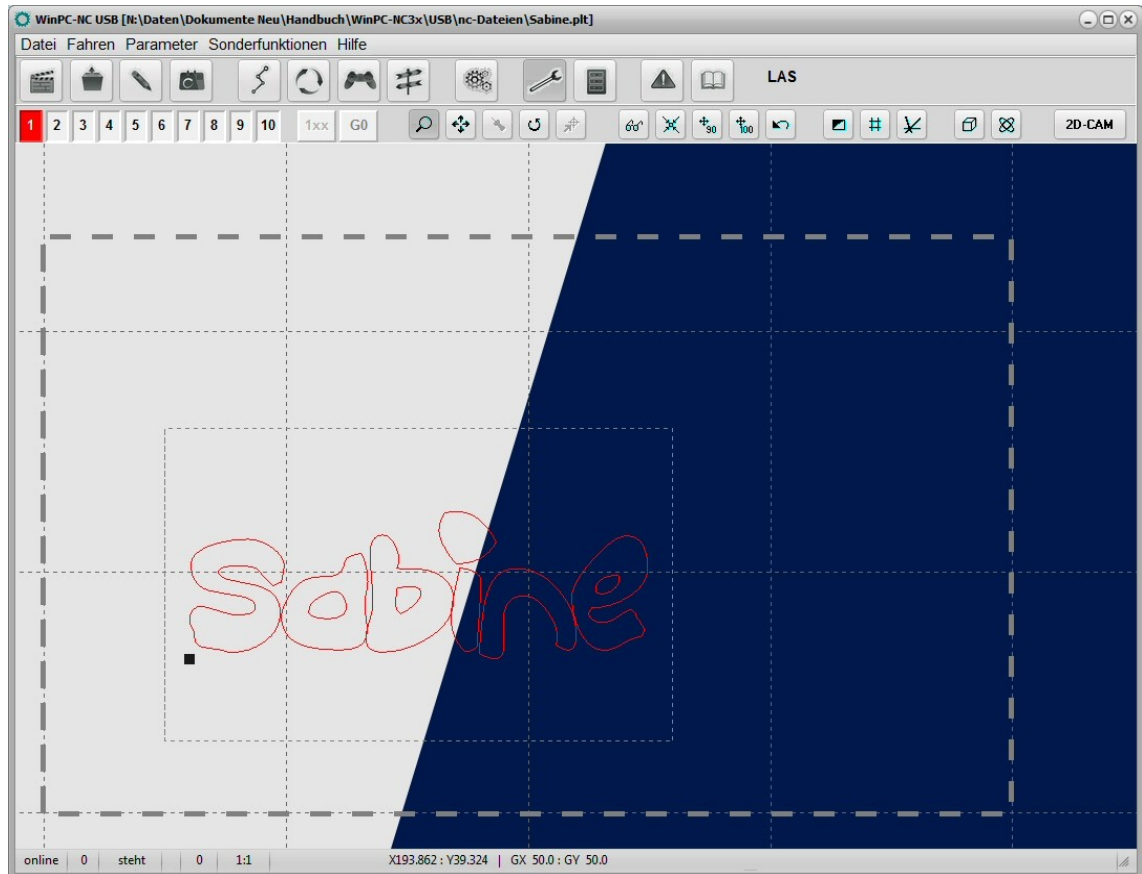 WinPC-NC USB [N:\Daten\Dokumente Neu\Handbuch\WinPC-NC3x\USB\nc-Dateien\Sabine.plt]
Datei Fahren Parameter Sonderfunktionen Hilfe
LAS
1 2 3 4 5 6 7 8 9 10 1xx G0 90 100 2D-CAM
Sabine
online 0 steht 0 1:1 X193.862 : Y39.324 | GX 50.0 : GY 50.0